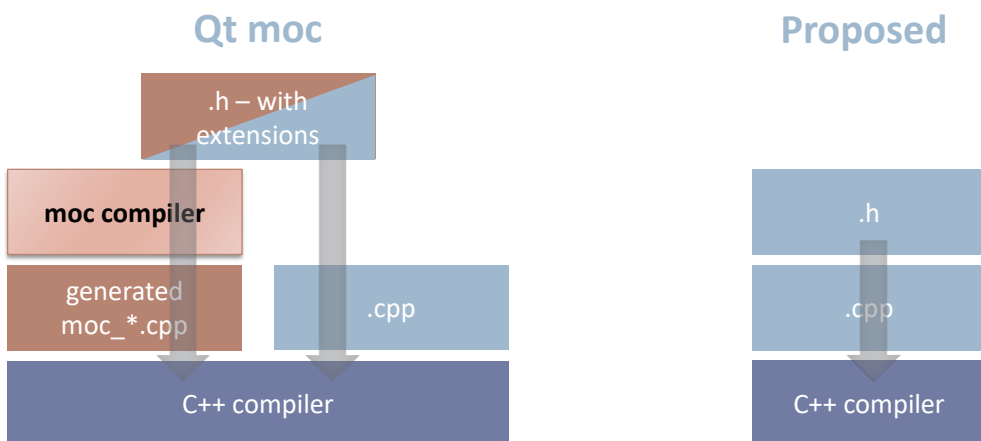 Qt moc
.h – with
extensions
moc compiler
generated
moc_*.cpp
.cpp
C++ compiler
Proposed
.h
.cpp
C++ compiler